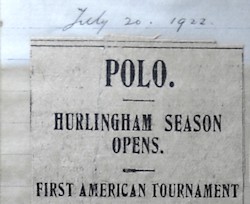 July 20. 1922.
POLO.
HURLINGHAM SEASON
OPENS.
FIRST AMERICAN TOURNAMENT